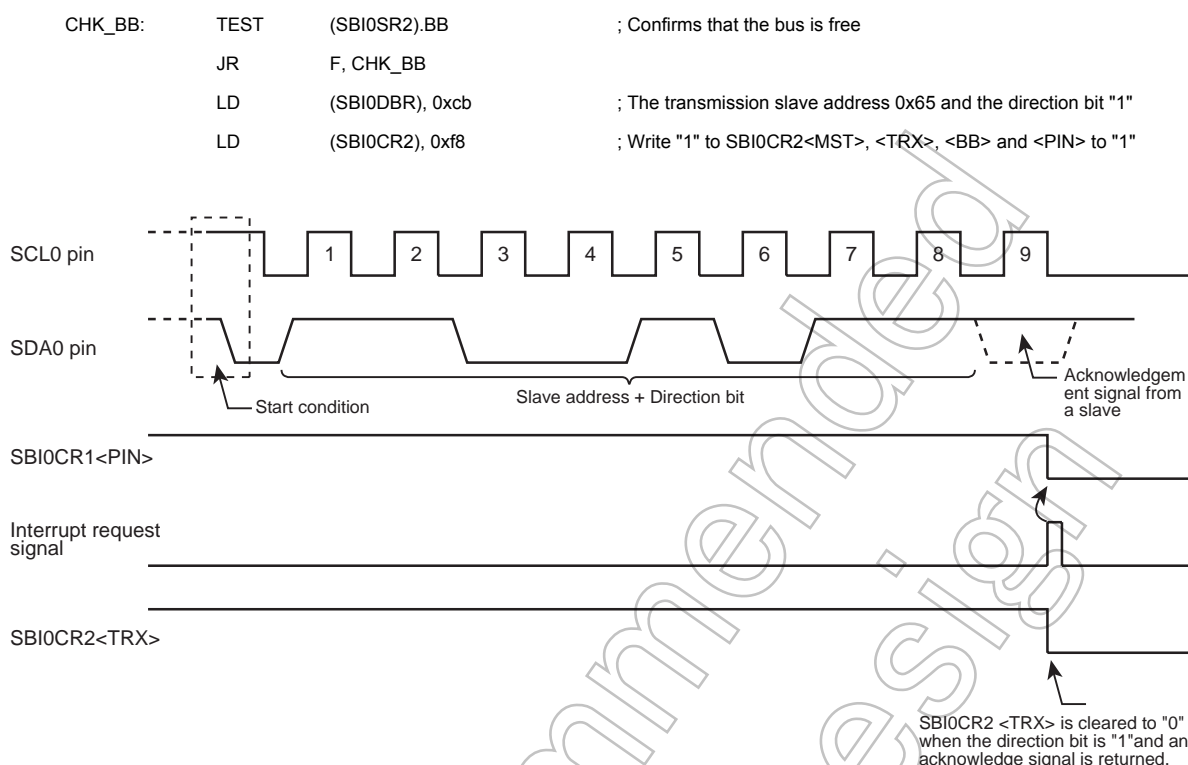 CHK_BB: TEST (SBI0SR2).BB ; Confirms that the bus is free
JR F, CHK_BB
LD (SBI0DBR), 0xcb ; The transmission slave address 0x65 and the direction bit "1"
LD (SBI0CR2), 0xf8 ; Write "1" to SBI0CR2<MST>, <TRX>, <BB> and <PIN> to "1"
SCL0 pin
1 2 3 4 5 6 7 8 9
SDA0 pin
Start condition
Slave address + Direction bit
Acknowledgem
ent signal from
a slave
SBI0CR1<PIN>
Interrupt request
signal
SBI0CR2<TRX>
SBI0CR2 <TRX> is cleared to "0"
when the direction bit is "1"and an
acknowledge signal is returned.